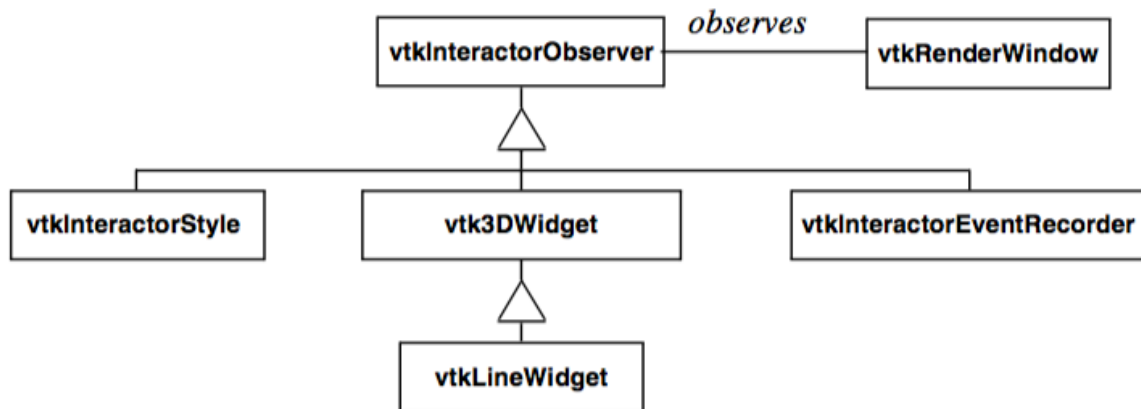 observes
vtkInteractorObserver
vtkRenderWindow
vtkInteractorStyle
vtk3DWidget
vtkInteractorEventRecorder
vtkLineWidget